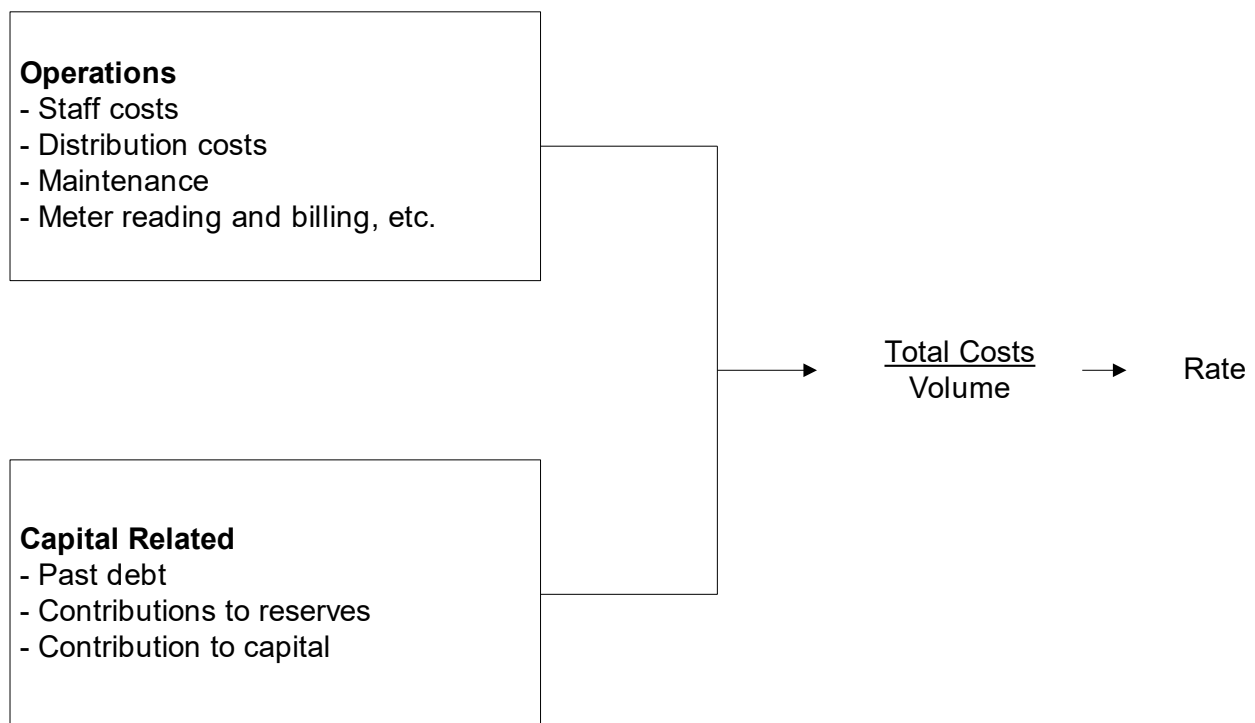 Operations
- Staff costs
- Distribution costs
- Maintenance
- Meter reading and billing, etc.
Total Costs
Volume
Rate
Capital Related
- Past debt
- Contributions to reserves
- Contribution to capital